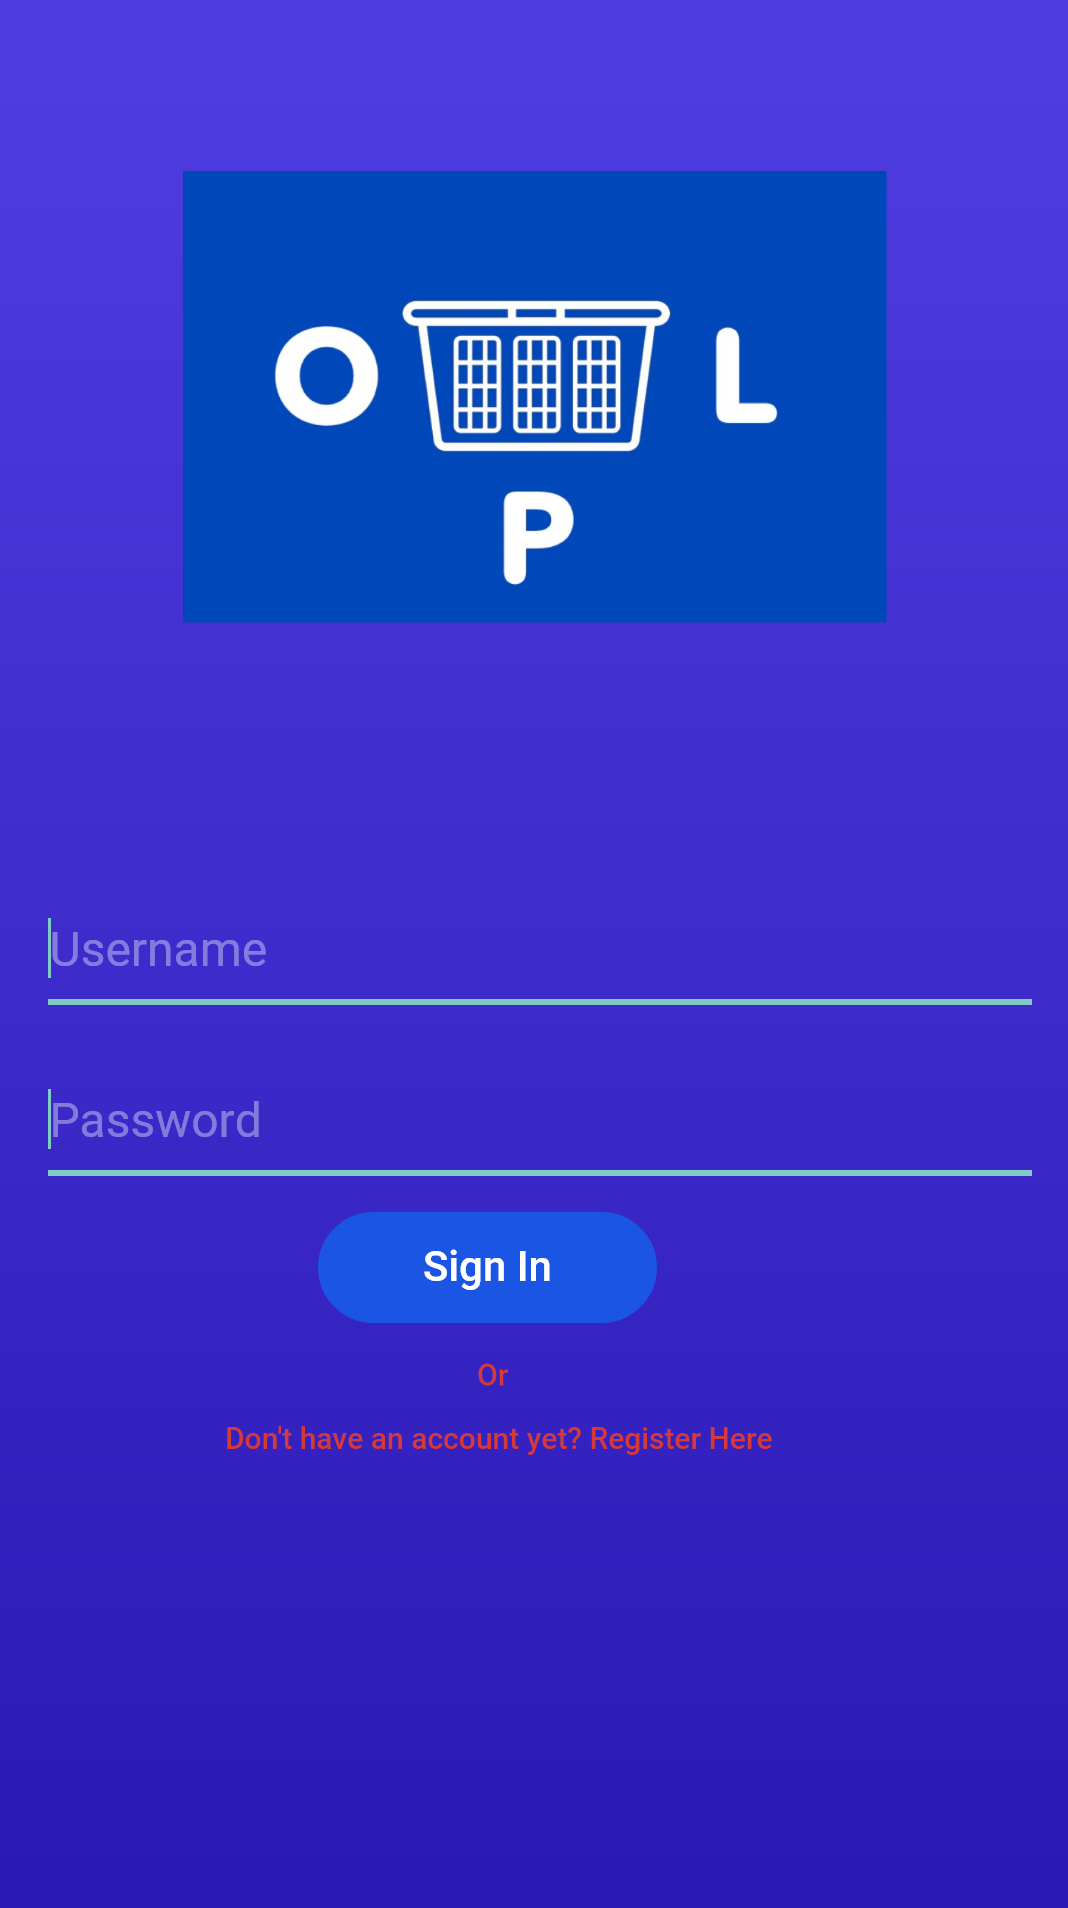 O L
P
Username
Password
Sign In
Or
Don't have an account yet? Register Here